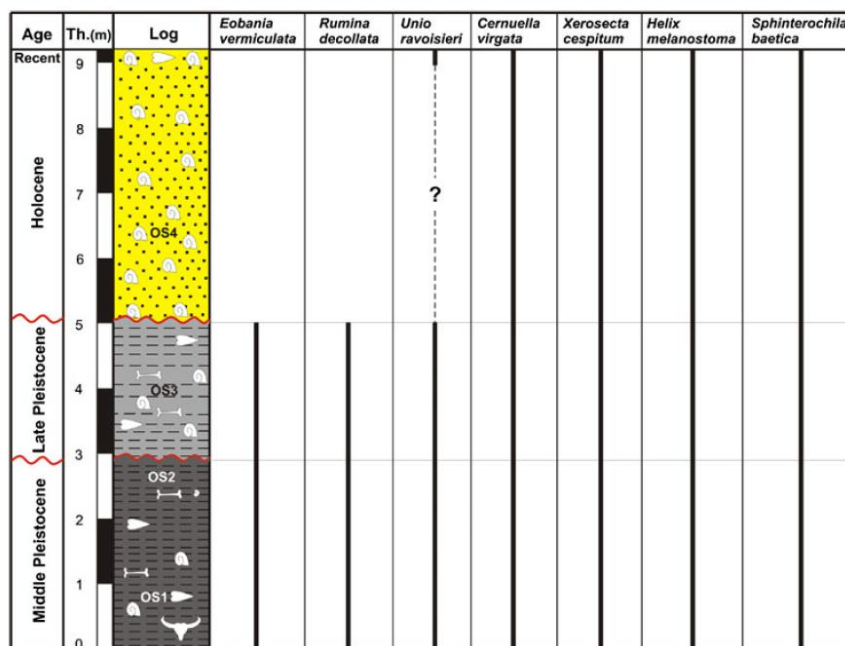 Age
Th.(m)
Log
Eobania
vermiculata
Rumina
decollata
Unio
ravoisieri
Cernuella
virgata
Xerosecta
cespitum
Helix
melanostoma
Sphinterochila
baetica
Recent
9
8
7
?
OS4
6
Holocene
5
4
OS3
Late Pleistocene
3
OS2
2
1
OS1
Middle Pleistocene
0